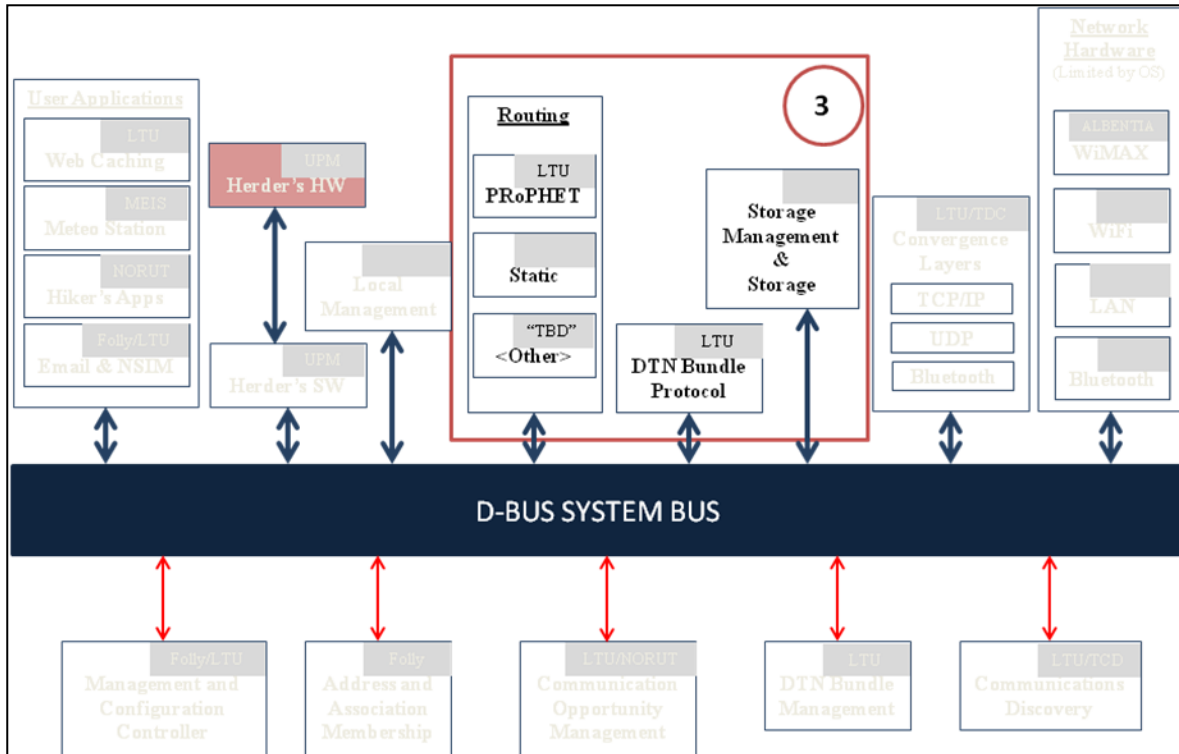 User Applications
LTU
Web Caching
MEIS
Meteo Station
NORUT
Hiker's Apps
Folly/LTU
Email & NSIM
UPM
Herder's HW
UPM
Herder's SW
Local
Management
Routing
LTU
PRoPHET
Static
"TBD"
<Other>
3
LTU
DTN Bundle
Protocol
Storage
Management
&
Storage
LTU/TDC
Convergence
Layers
TCP/IP
UDP
Bluetooth
Network
Hardware
(Limited by OS)
ALBENTIA
WiMAX
WiFi
LAN
Bluetooth
D-BUS SYSTEM BUS
Folly/LTU
Management and
Configuration
Controller
Folly
Address and
Association
Membership
LTU/NORUT
Communication
Opportunity
Management
LTU
DTN Bundle
Management
LTU/TCD
Communications
Discovery